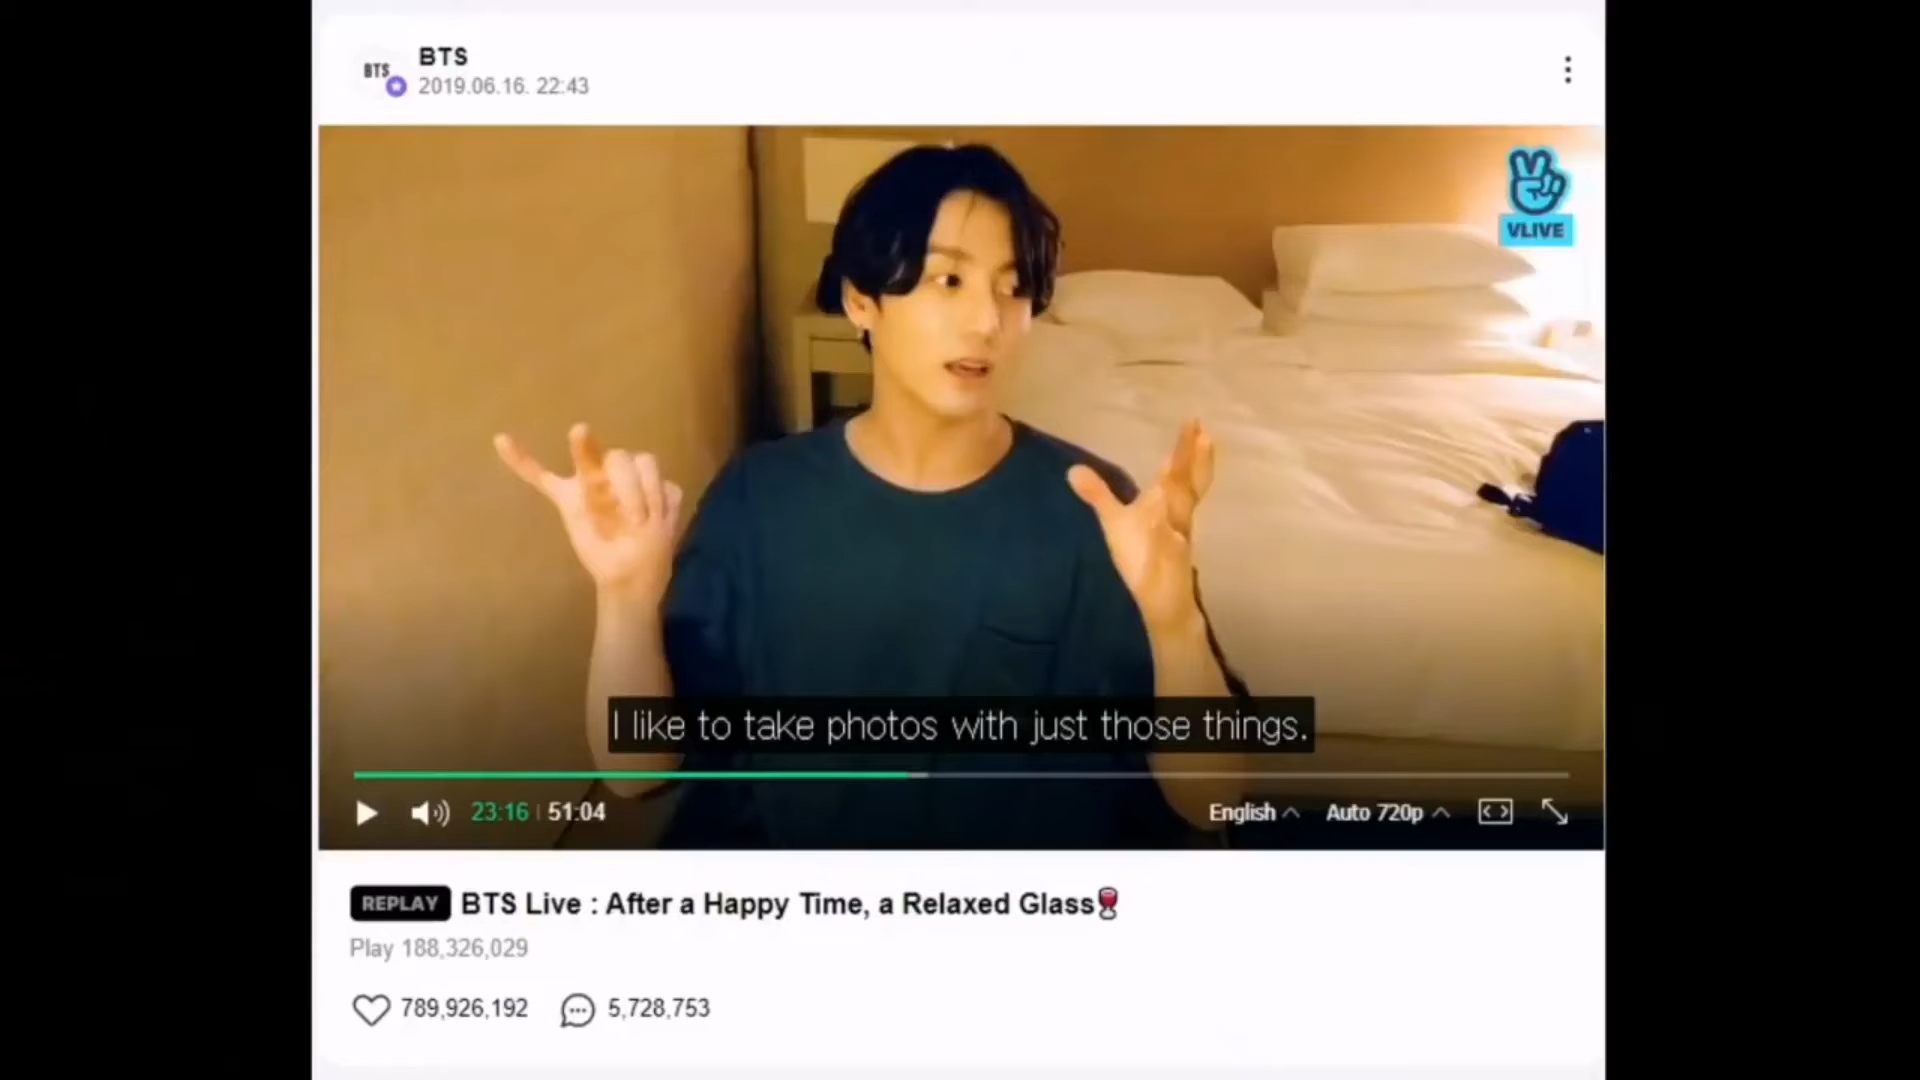 BTS
BTS
2019.06.16. 22:43
VLIVE
I like to take photos with just those things.
23:16 | 51:04
English
Auto 720p
REPLAY BTS Live : After a Happy Time, a Relaxed Glass🍷
Play 188,326,029
789,926,192
5,728,753